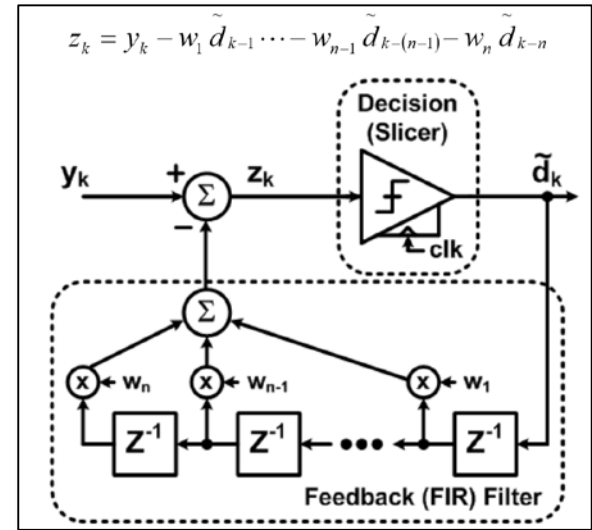 z_k = y_k − w_1 d̃_{k−1} ⋯ − w_{n−1} d̃_{k−(n−1)} − w_n d̃_{k−n}
Decision
(Slicer)
y_k + Σ z_k d̃_k
−
clk
Σ
x w_n x w_{n-1} x w_1
Z^{-1} Z^{-1} ••• Z^{-1}
Feedback (FIR) Filter